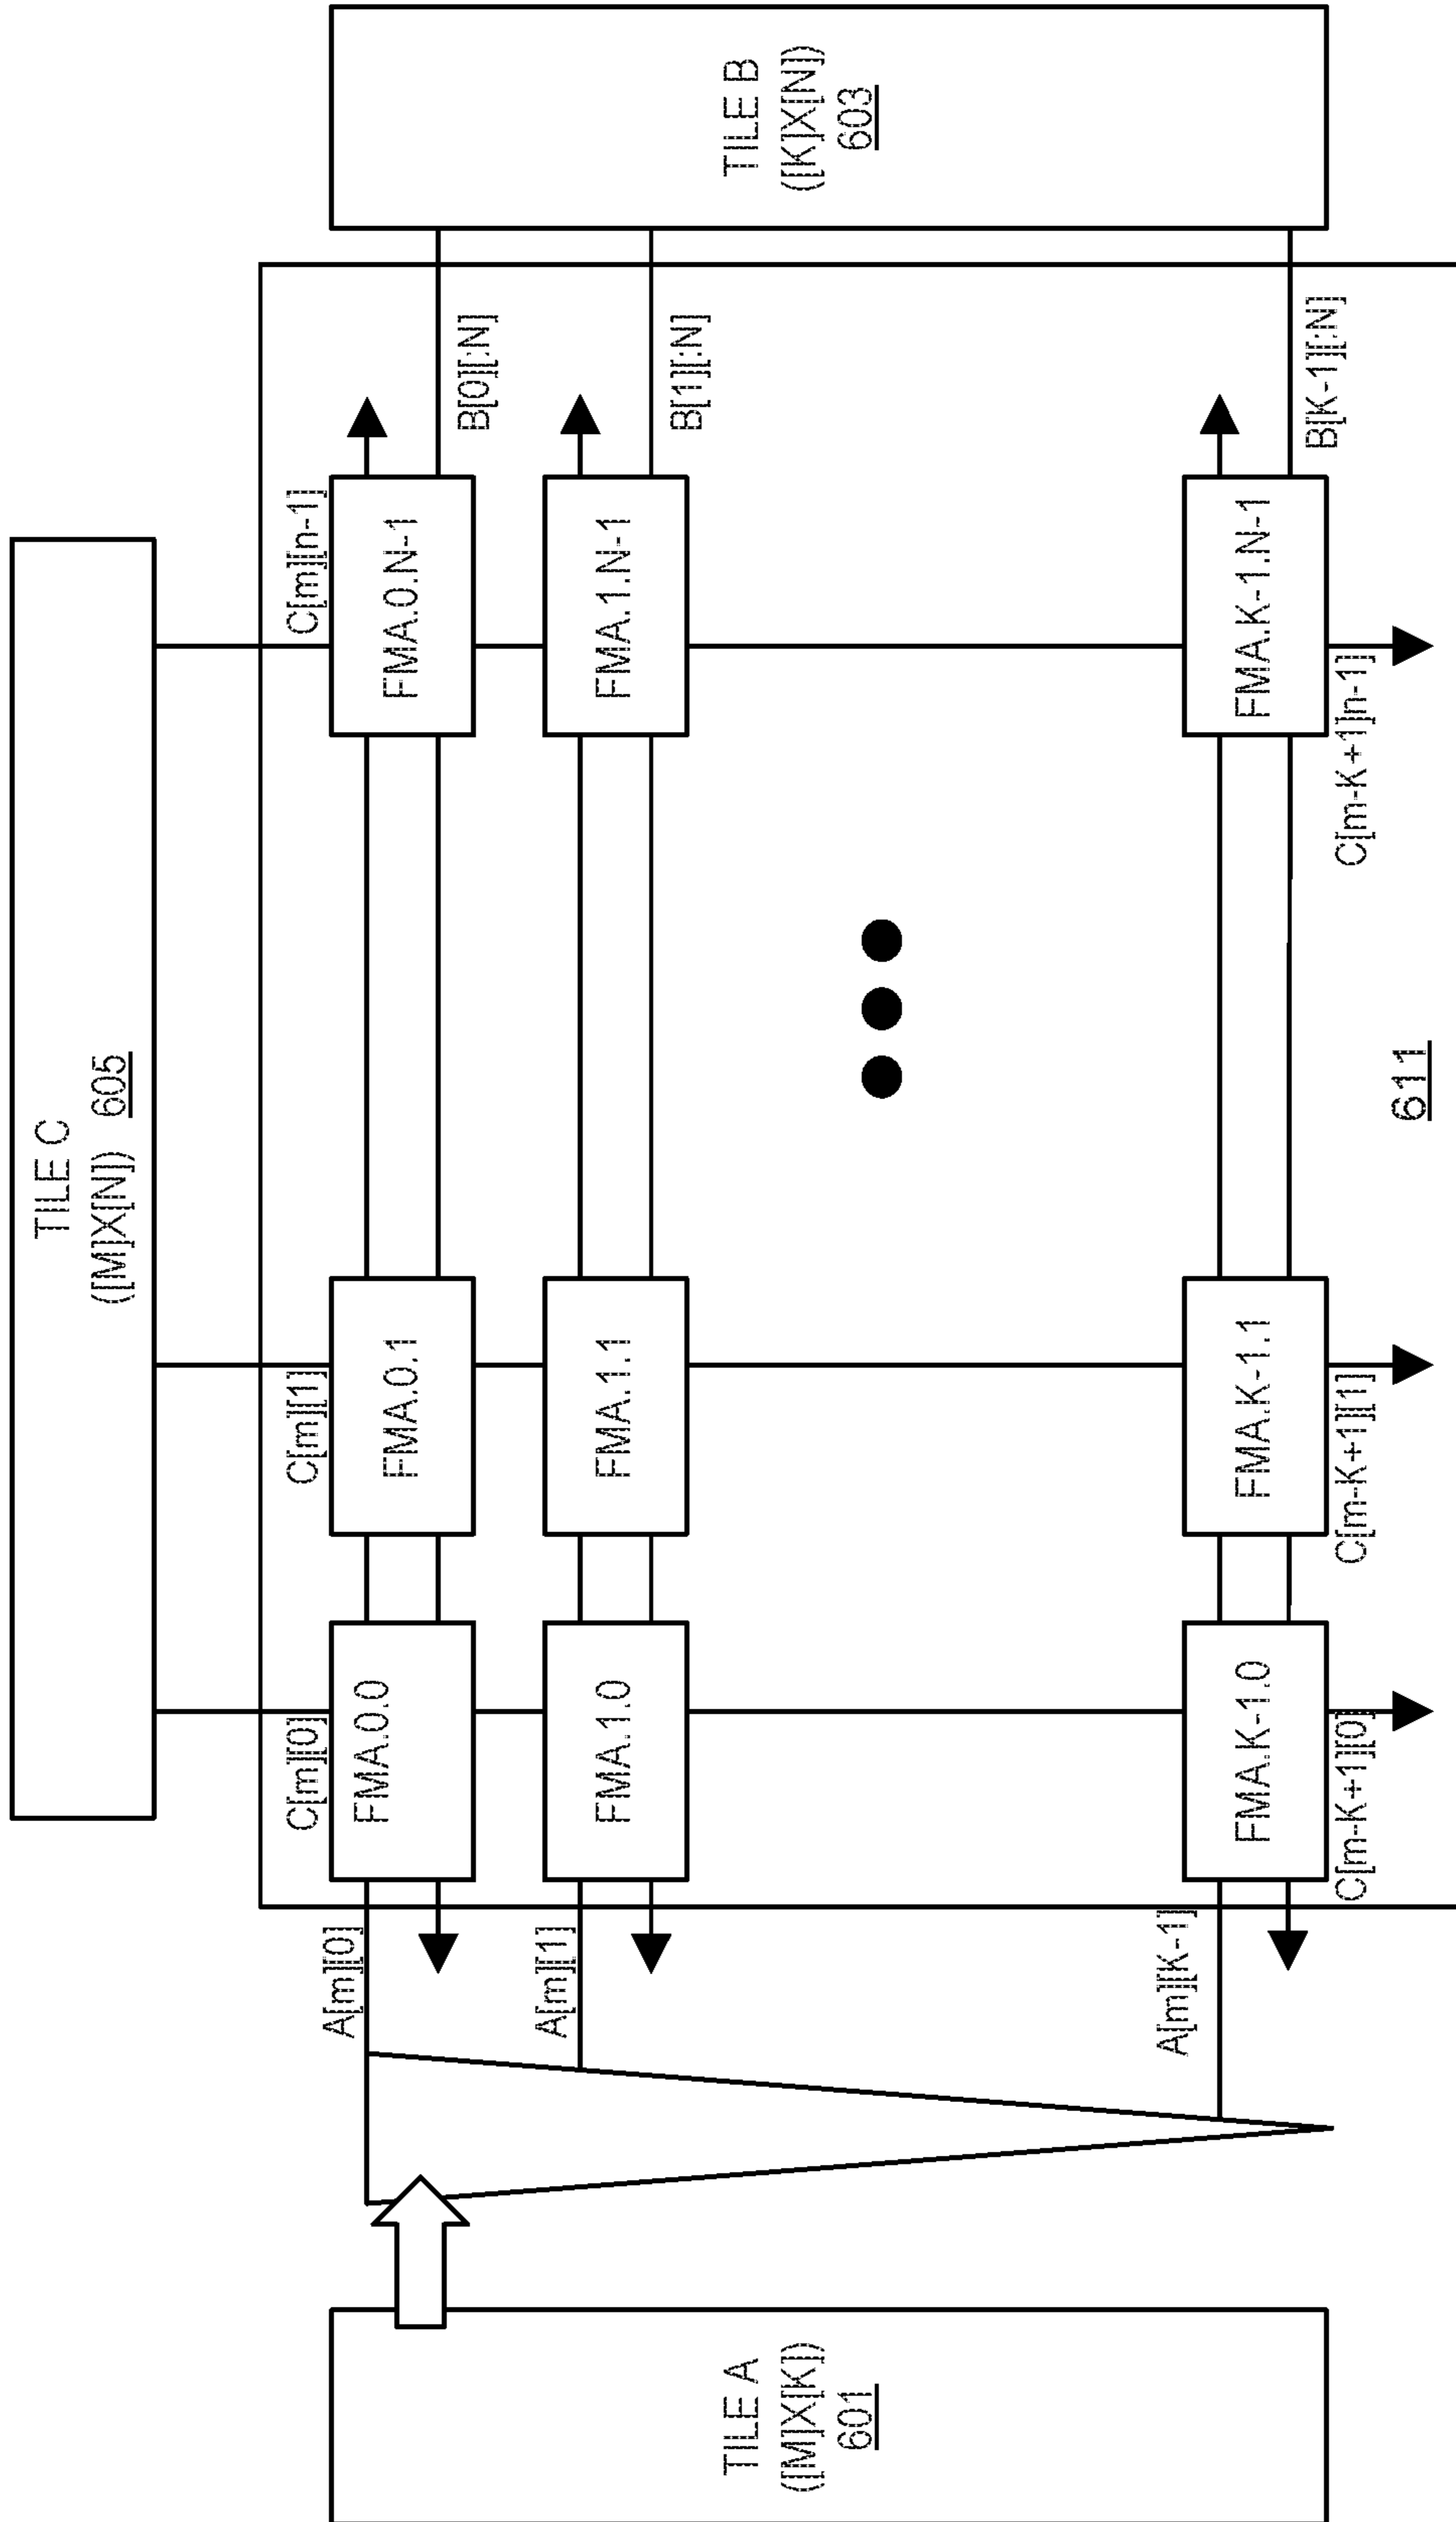 TILE C
([M]X[N]) 605
C[m][0]
C[m][1]
C[m][n-1]
A[m][0]
FMA.0.0
FMA.0.1
FMA.0.N-1
B[0][:N]
A[m][1]
FMA.1.0
FMA.1.1
FMA.1.N-1
B[1][:N]
TILE A
([M]X[K])
601
TILE B
([K]X[N])
603
A[m][K-1]
FMA.K-1.0
FMA.K-1.1
FMA.K-1.N-1
B[K-1][:N]
C[m-K+1][0]
C[m-K+1][1]
C[m-K+1]n-1]
611